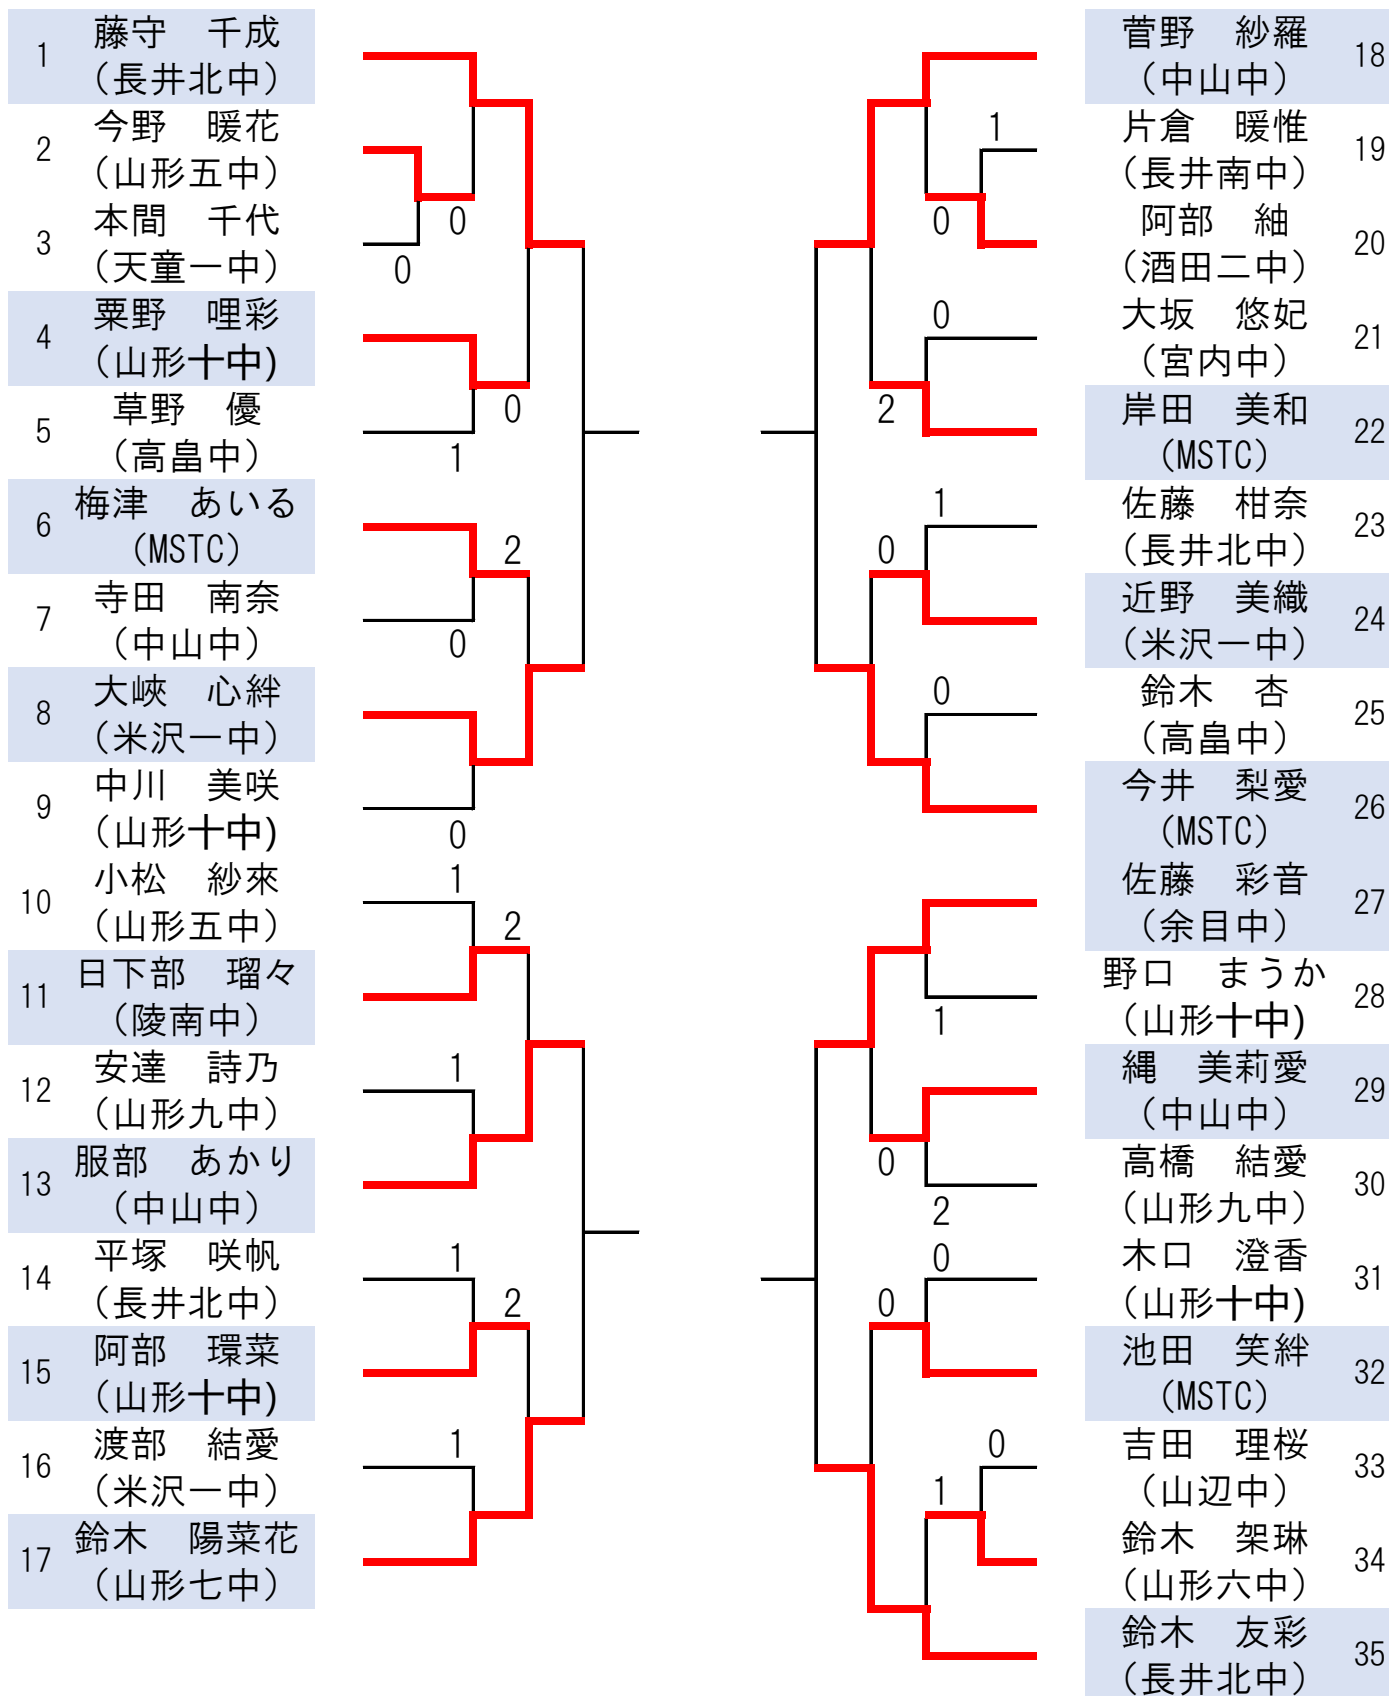 1
藤守　千成
(長井北中)
2
今野　暖花
(山形五中)
3
本間　千代
(天童一中)
0
0
4
粟野　哩彩
(山形十中)
5
草野　優
(高畠中)
0
1
6
梅津　あいる
(MSTC)
2
7
寺田　南奈
(中山中)
0
8
大峽　心絆
(米沢一中)
9
中川　美咲
(山形十中)
0
10
小松　紗來
(山形五中)
1
2
11
日下部　瑠々
(陵南中)
12
安達　詩乃
(山形九中)
1
13
服部　あかり
(中山中)
14
平塚　咲帆
(長井北中)
1
2
15
阿部　環菜
(山形十中)
16
渡部　結愛
(米沢一中)
1
17
鈴木　陽菜花
(山形七中)
菅野　紗羅
(中山中)
18
1
片倉　暖惟
(長井南中)
19
0
阿部　紬
(酒田二中)
20
0
大坂　悠妃
(宮内中)
21
2
岸田　美和
(MSTC)
22
1
佐藤　柑奈
(長井北中)
23
0
近野　美織
(米沢一中)
24
0
鈴木　杏
(高畠中)
25
今井　梨愛
(MSTC)
26
佐藤　彩音
(余目中)
27
野口　まうか
(山形十中)
28
1
縄　美莉愛
(中山中)
29
0
高橋　結愛
(山形九中)
30
2
0
木口　澄香
(山形十中)
31
0
池田　笑絆
(MSTC)
32
0
吉田　理桜
(山辺中)
33
1
鈴木　架琳
(山形六中)
34
鈴木　友彩
(長井北中)
35